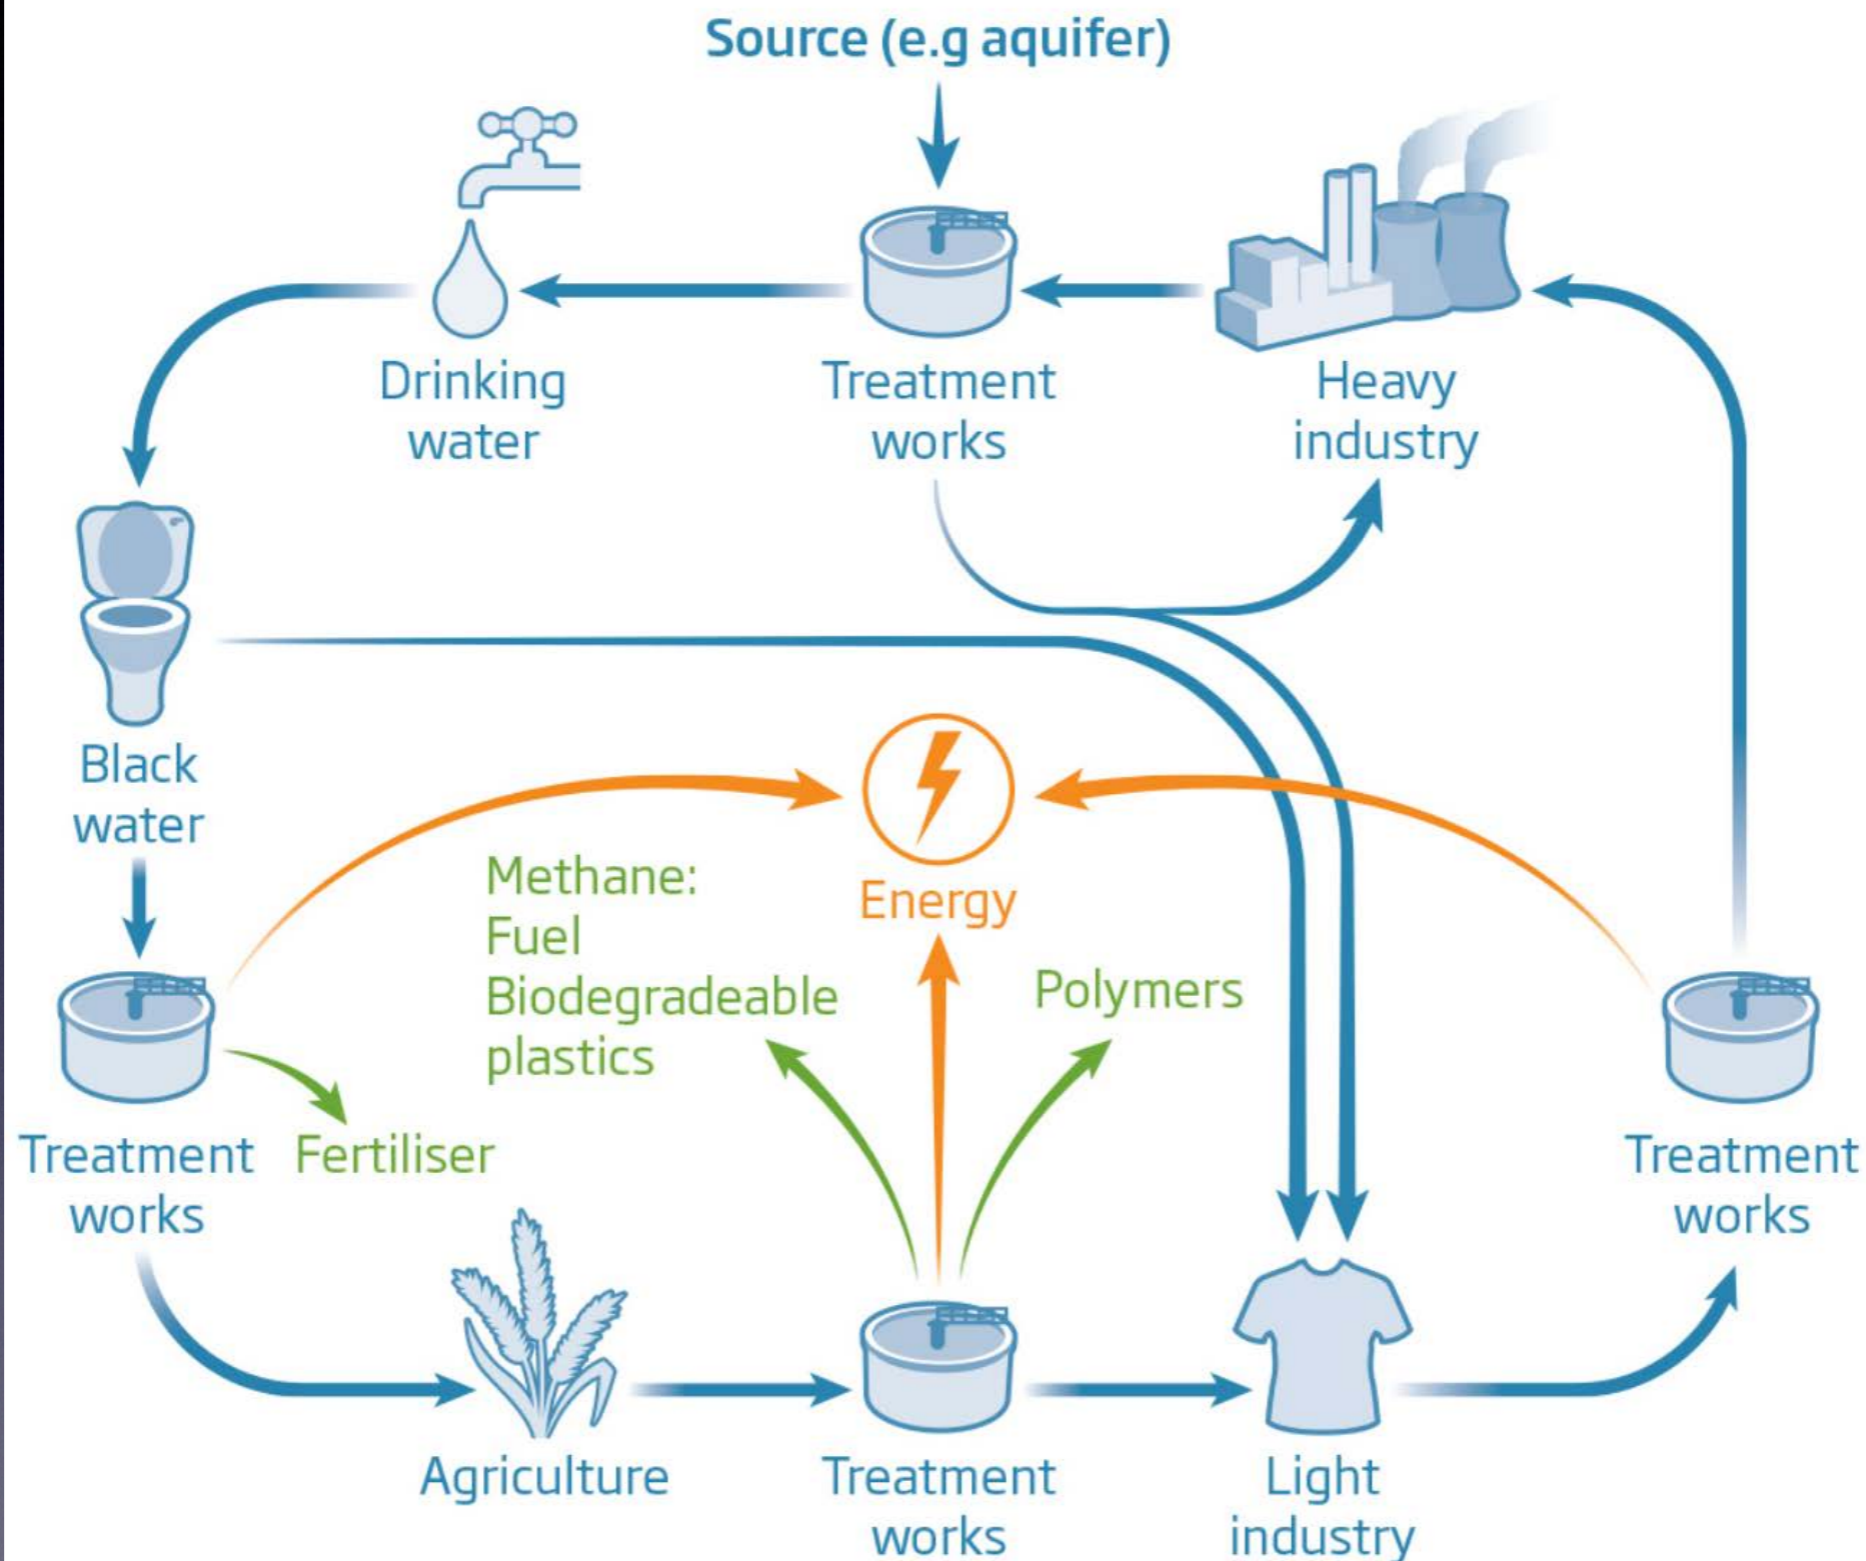 Source (e.g aquifer)
Drinking
water
Treatment
works
Heavy
industry
Black
water
Energy
Methane:
Fuel
Biodegradeable
plastics
Polymers
Treatment
works
Fertiliser
Treatment
works
Agriculture
Treatment
works
Light
industry